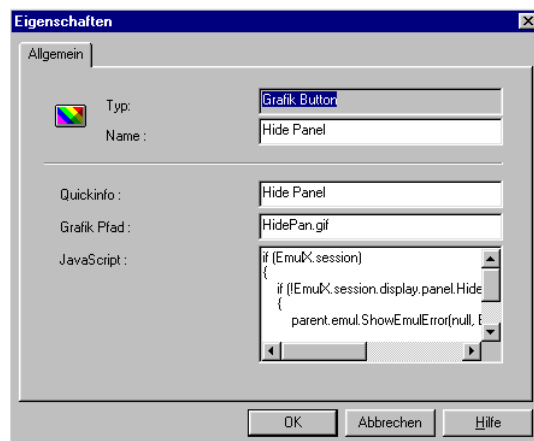 Eigenschaften
Allgemein
Typ: Grafik Button
Name : Hide Panel
Quickinfo : Hide Panel
Grafik Pfad : HidePan.gif
JavaScript : if (EmulX.session)
{
if (!EmulX.session.display.panel.Hide
{
parent.emul.ShowEmulError(null,
OK Abbrechen Hilfe